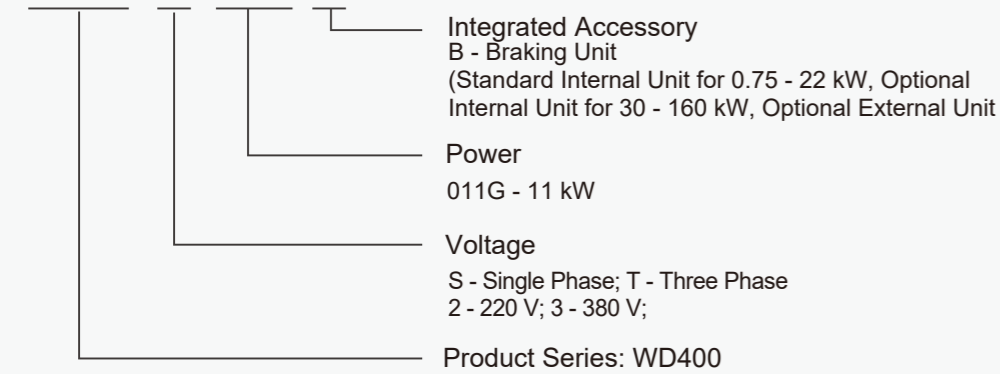 Integrated Accessory
B - Braking Unit
(Standard Internal Unit for 0.75 - 22 kW, Optional
Internal Unit for 30 - 160 kW, Optional External Unit
Power
011G - 11 kW
Voltage
S - Single Phase; T - Three Phase
2 - 220 V; 3 - 380 V;
Product Series: WD400